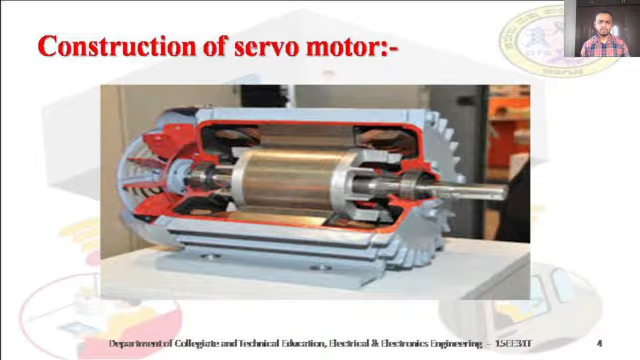 Construction of servo motor:-
Department of Collegiate and Technical Education, Electrical & Electronics Engineering – 15EE31T
4